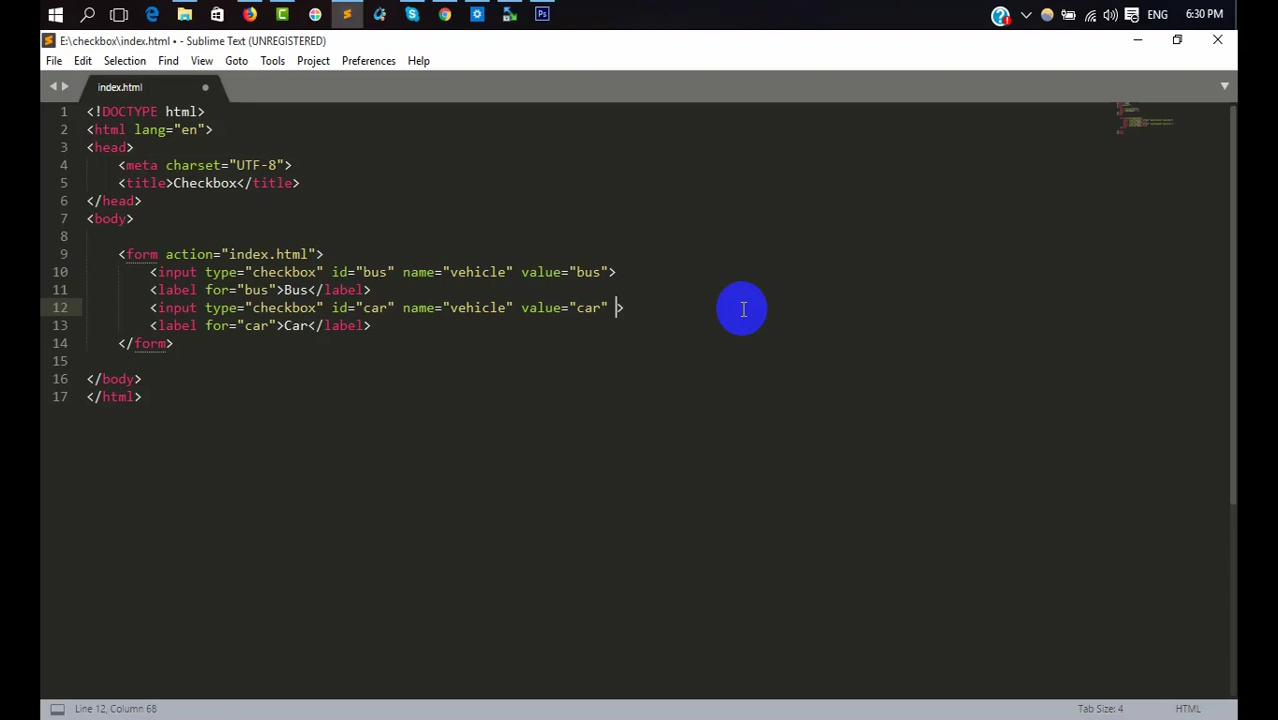 ENG 6:30 PM
E:\checkbox\index.html • - Sublime Text (UNREGISTERED)
File Edit Selection Find View Goto Tools Project Preferences Help
index.html
1 <!DOCTYPE html>
2 <html lang="en">
3 <head>
4 <meta charset="UTF-8">
5 <title>Checkbox</title>
6 </head>
7 <body>
8
9 <form action="index.html">
10 <input type="checkbox" id="bus" name="vehicle" value="bus">
11 <label for="bus">Bus</label>
12 <input type="checkbox" id="car" name="vehicle" value="car" >
13 <label for="car">Car</label>
14 </form>
15
16 </body>
17 </html>
Line 12, Column 68 Tab Size: 4 HTML